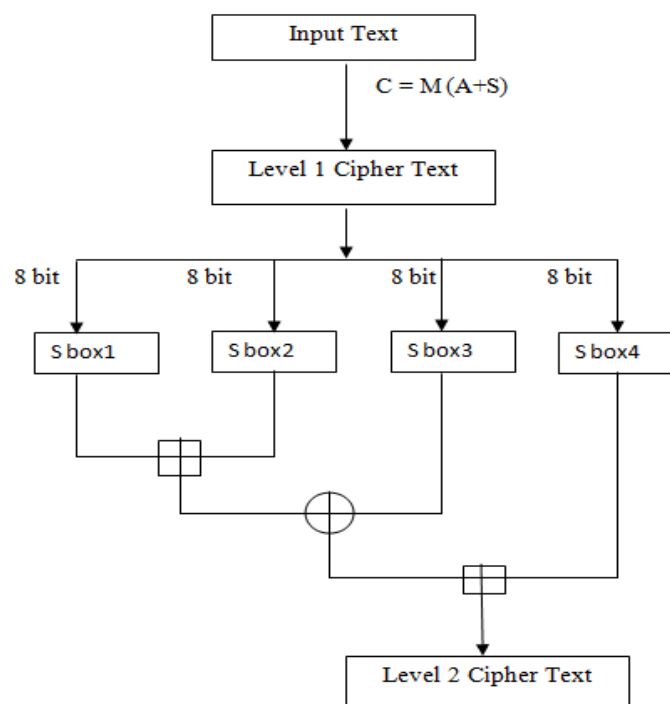 Input Text
C = M (A+S)
Level 1 Cipher Text
8 bit 8 bit 8 bit 8 bit
S box1 S box2 S box3 S box4
Level 2 Cipher Text